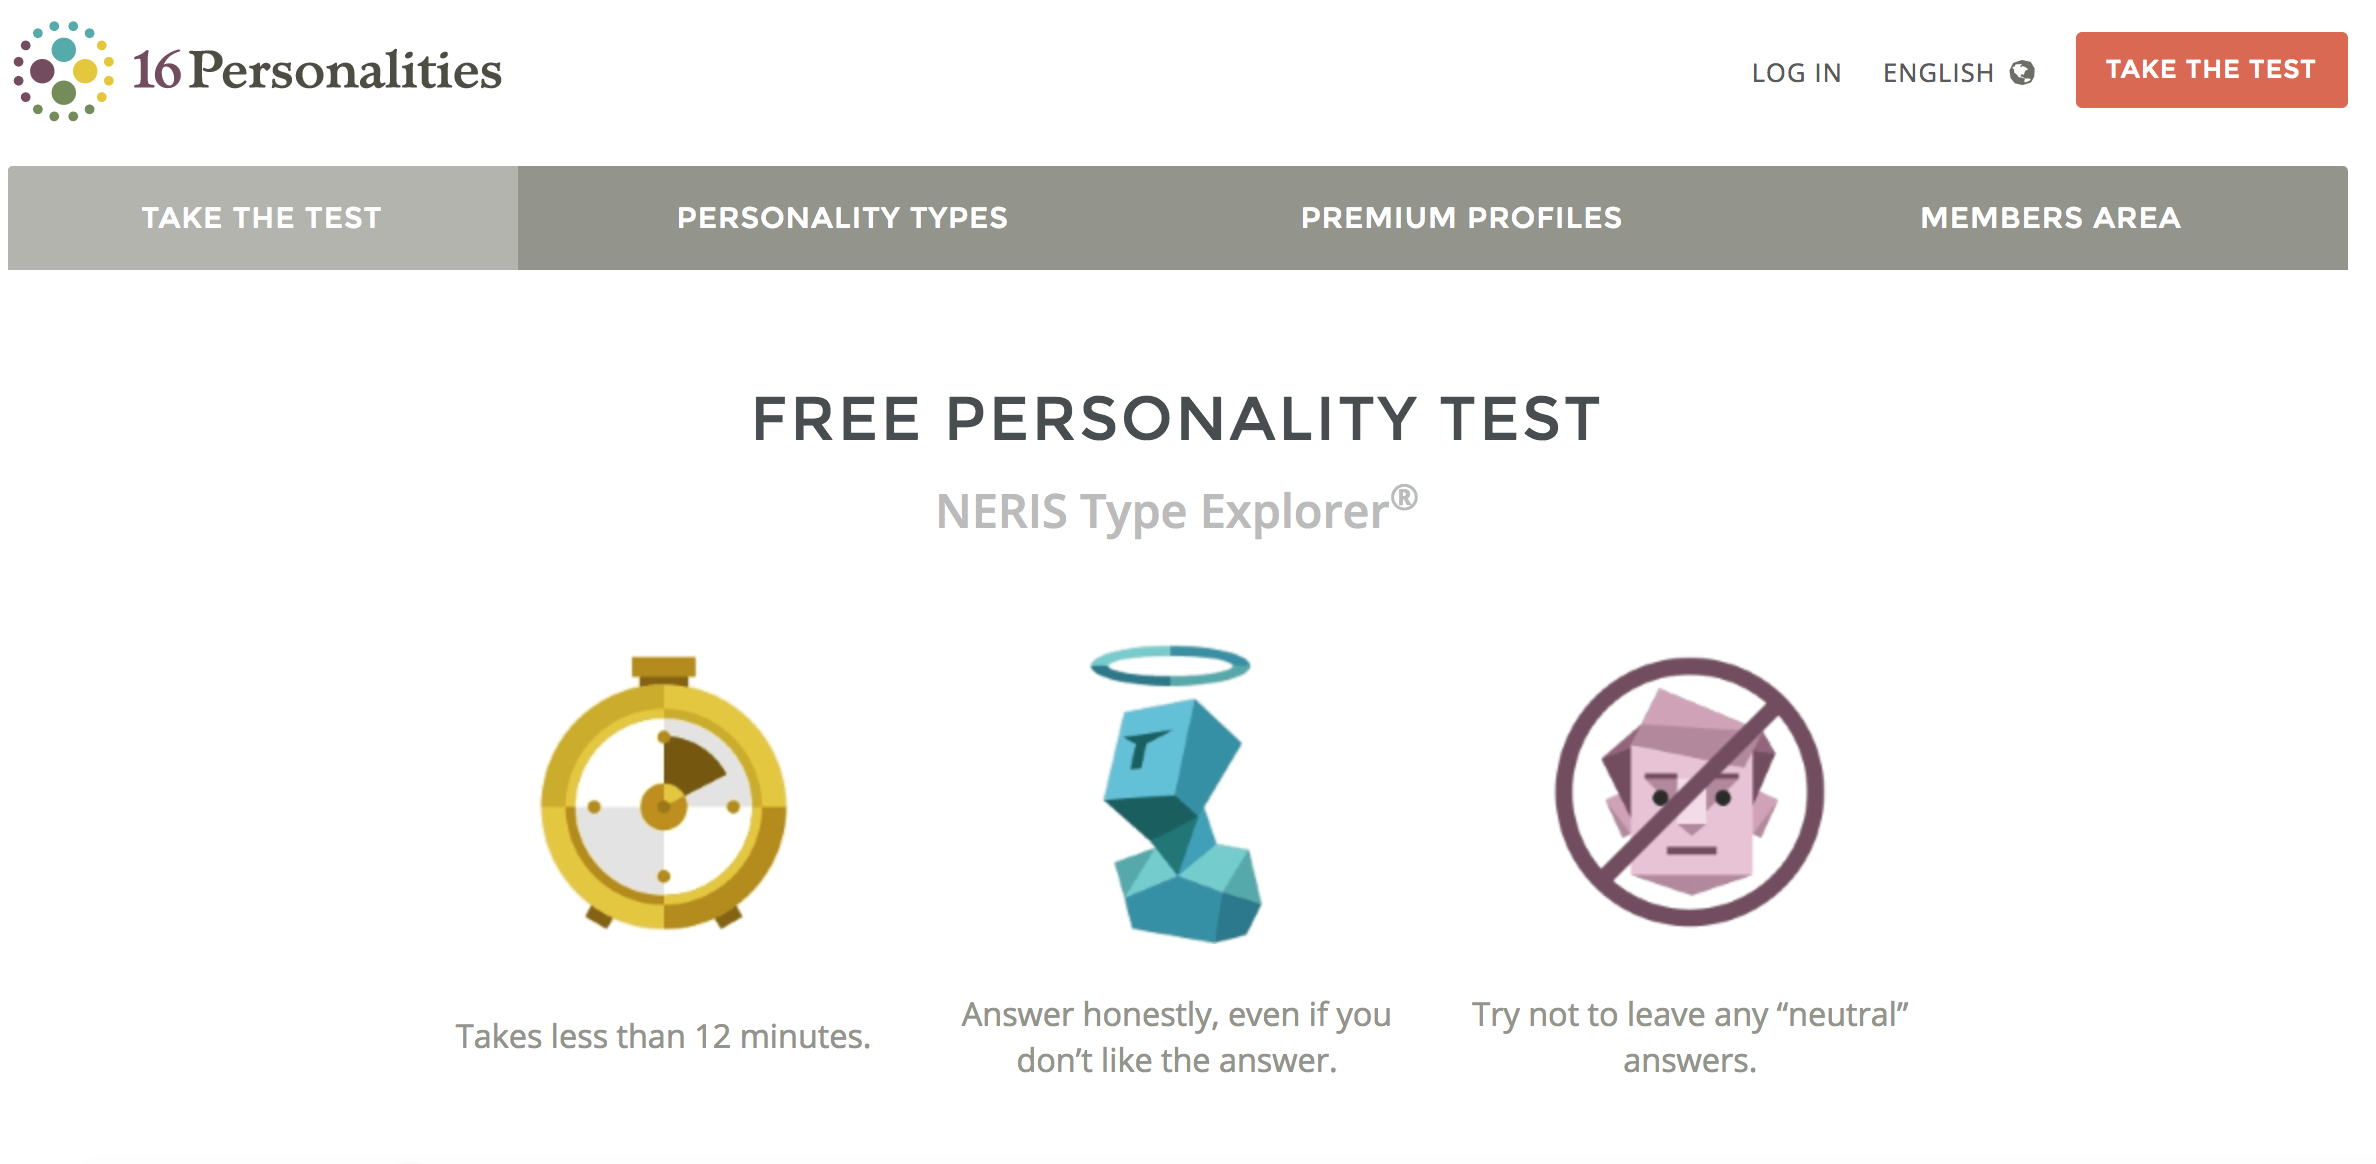 16Personalities
LOG IN
ENGLISH
TAKE THE TEST
TAKE THE TEST
PERSONALITY TYPES
PREMIUM PROFILES
MEMBERS AREA
FREE PERSONALITY TEST
NERIS Type Explorer®
T
Takes less than 12 minutes.
Answer honestly, even if you
don’t like the answer.
Try not to leave any “neutral”
answers.